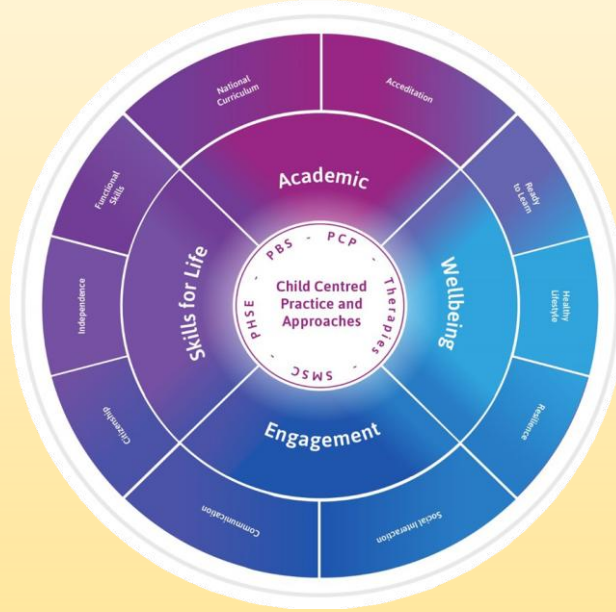 National
Curriculum
Accreditation
Ready
to Learn
Healthy
Lifestyle
Resilience
Social Interaction
Communication
Citizenship
Independence
Functional
Skills
Academic
Wellbeing
Engagement
Skills for Life
PBS - PCP - Therapies - SMSC - PHSE -
Child Centred
Practice and
Approaches